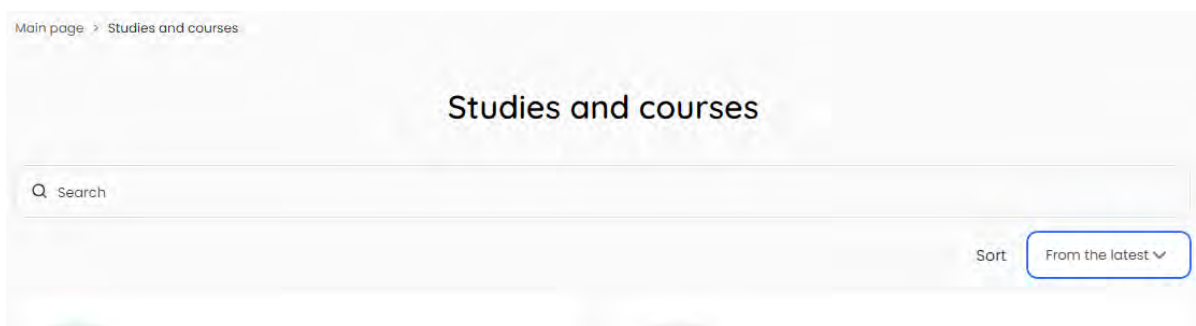 Main page > Studies and courses
Studies and courses
Search
Sort From the latest